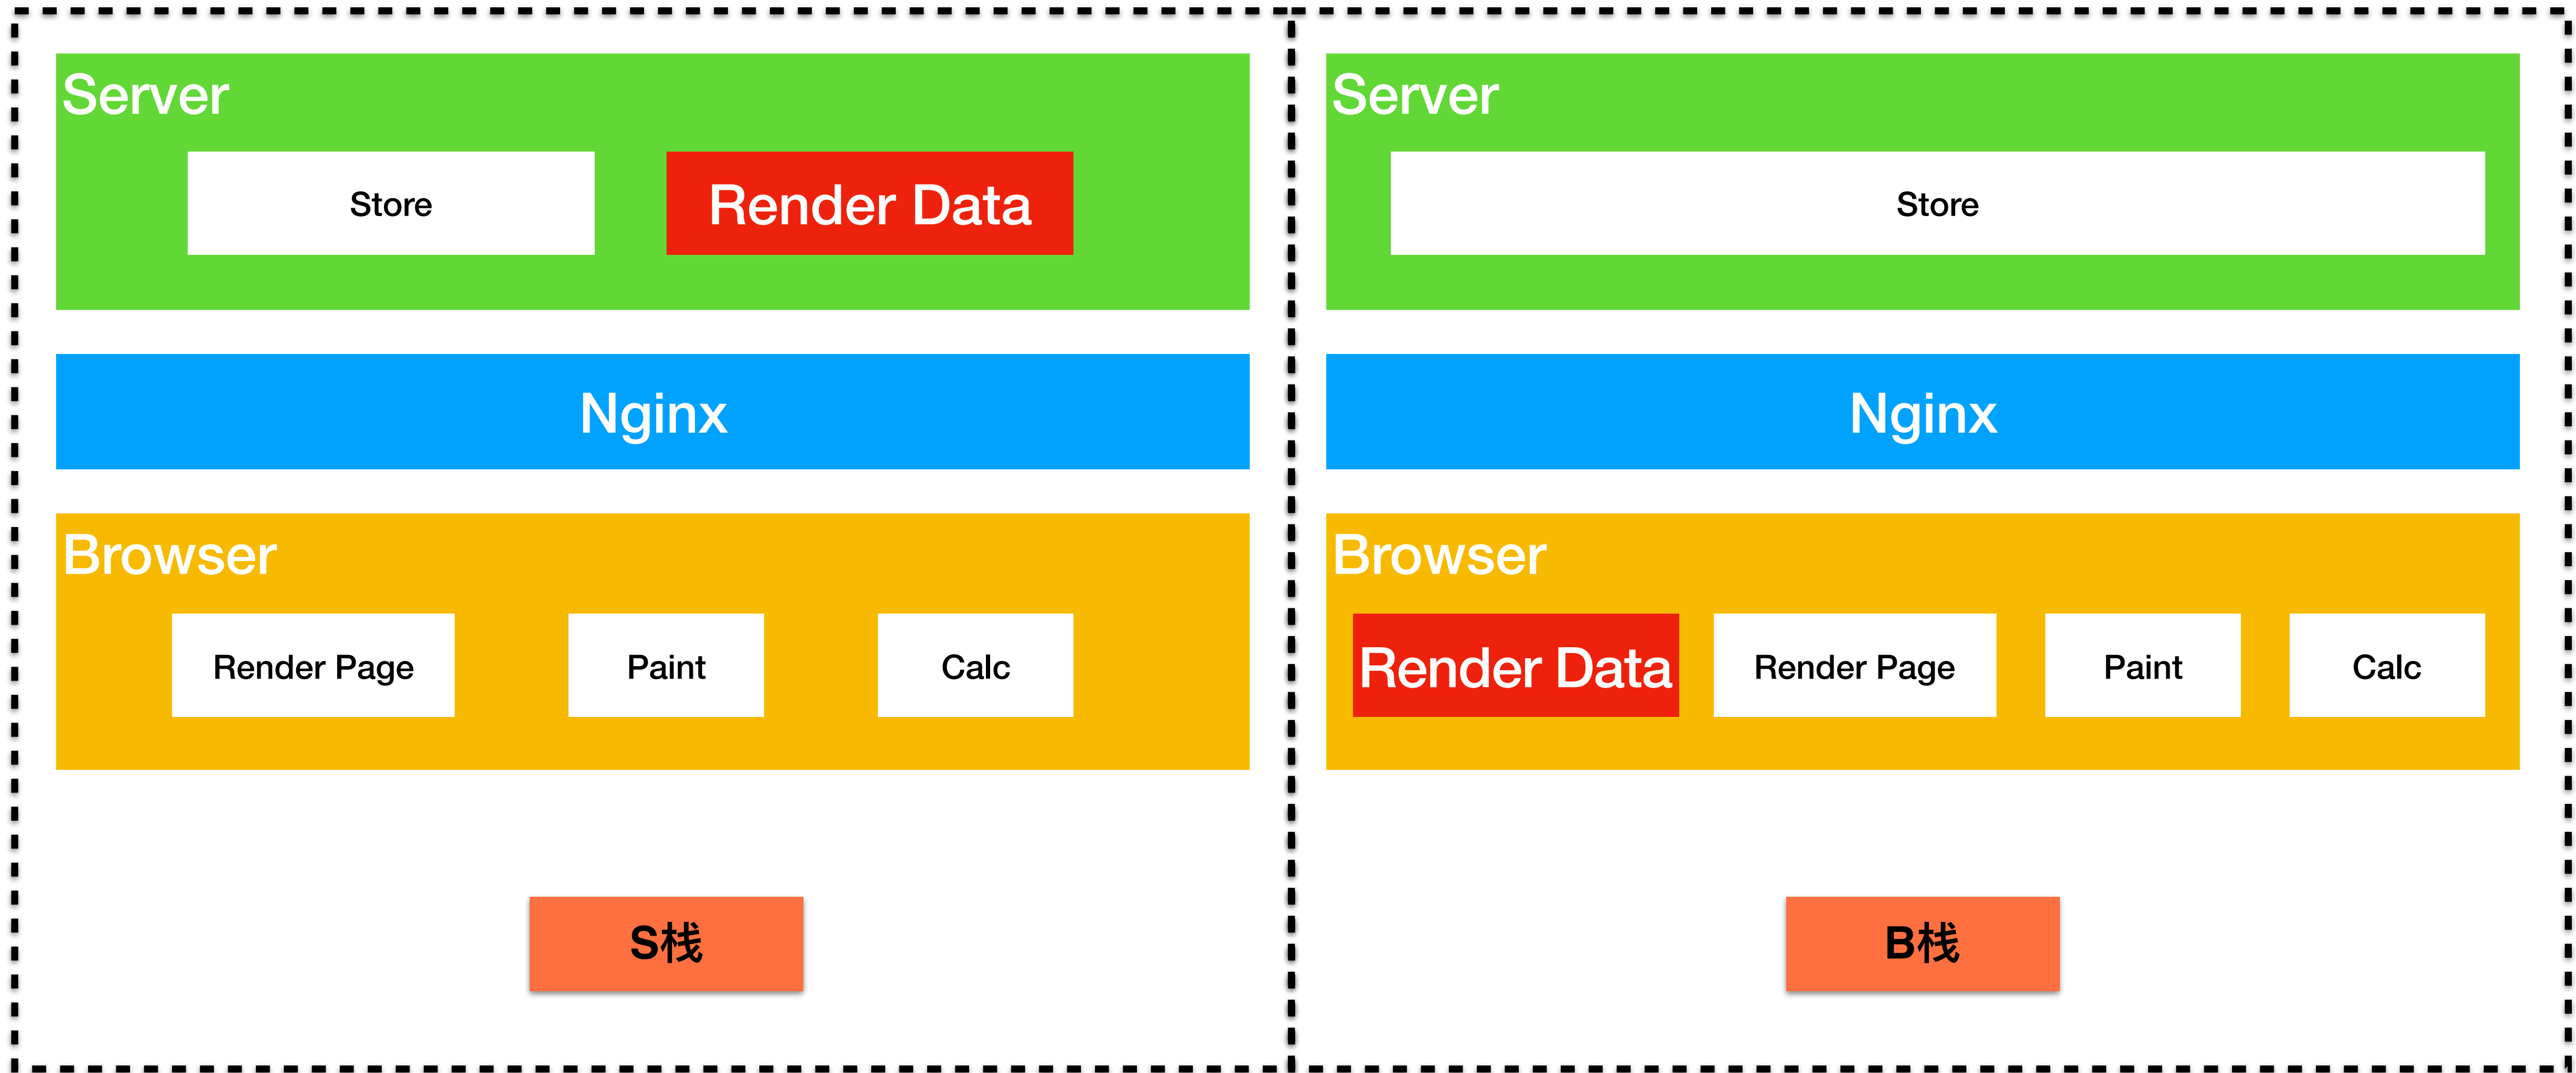 Server
Store
Render Data
Nginx
Browser
Render Page
Paint
Calc
S栈
Server
Store
Nginx
Browser
Render Data
Render Page
Paint
Calc
B栈